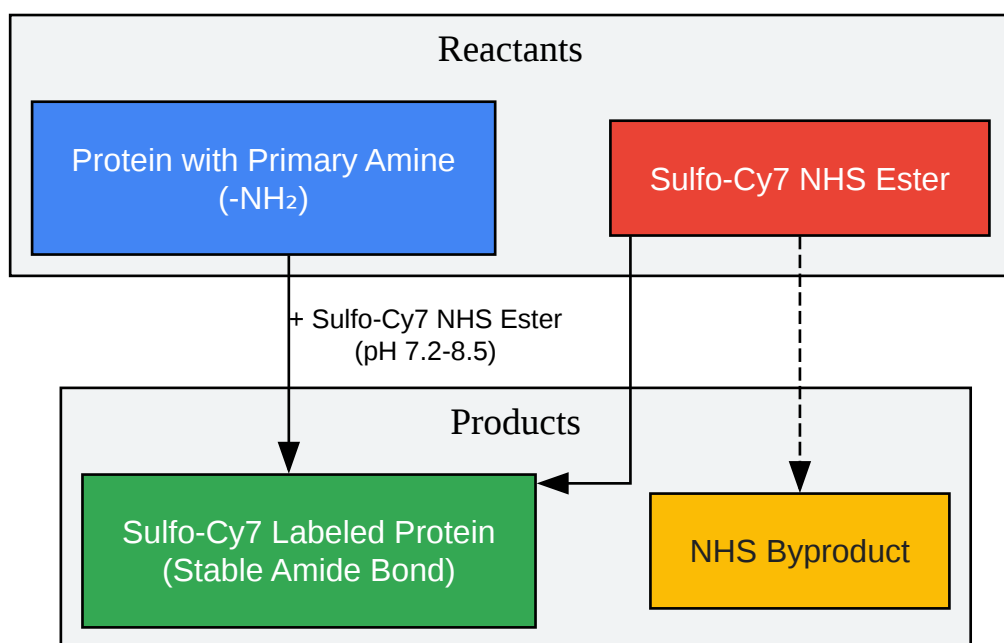 Reactants
Protein with Primary Amine
(-NH₂)
Sulfo-Cy7 NHS Ester
+ Sulfo-Cy7 NHS Ester
(pH 7.2-8.5)
Products
Sulfo-Cy7 Labeled Protein
(Stable Amide Bond)
NHS Byproduct